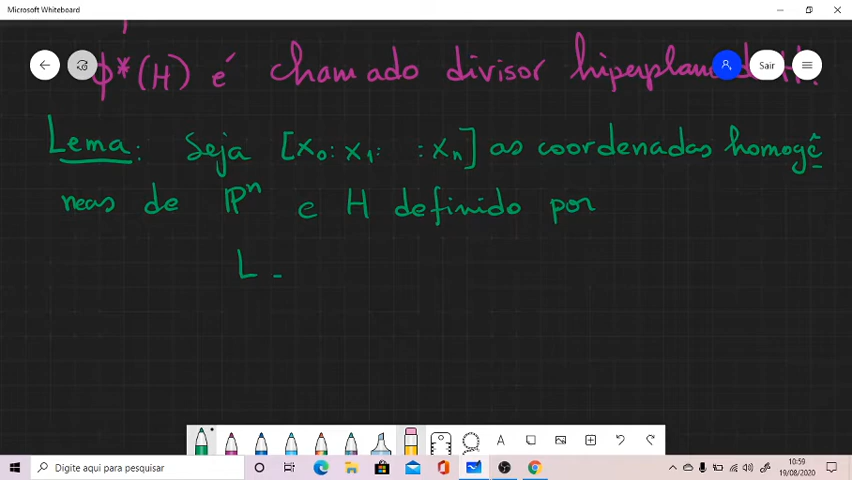 Microsoft Whiteboard
Sair
φ*(H) é chamado divisor hiperplano de H.
Lema: Seja [x₀: x₁: :xₙ] as coordenadas homogê
neas de ℙⁿ e H definido por
L -
A
Digite aqui para pesquisar
10:59
19/08/2020